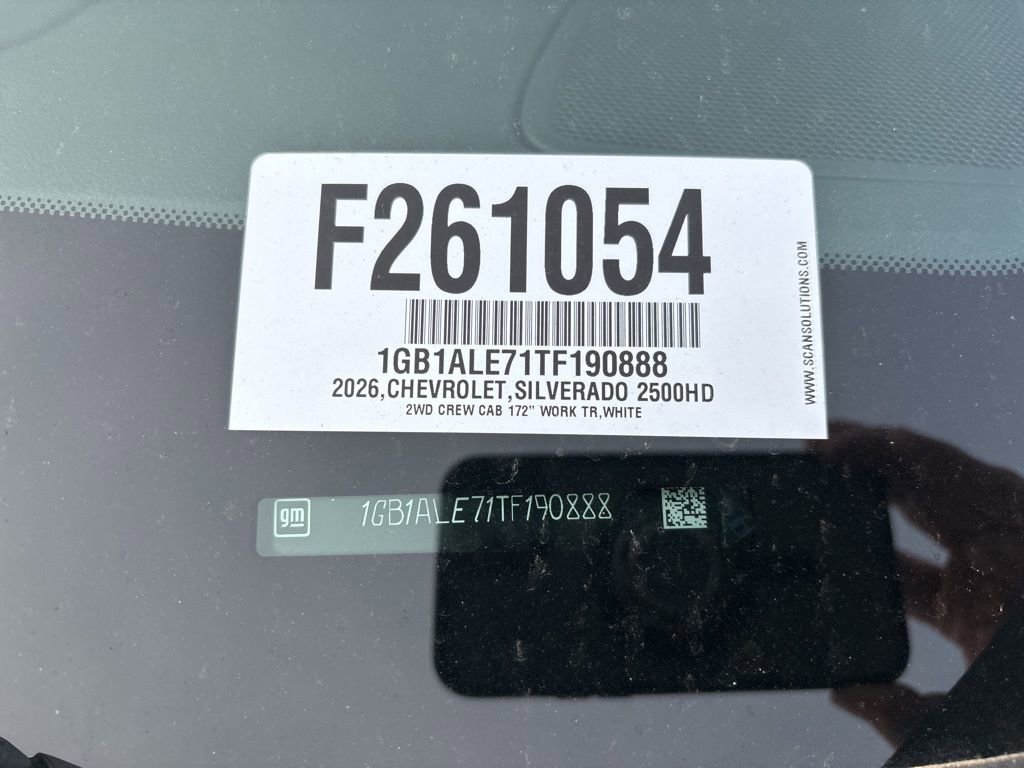 F261054
1GB1ALE71TF190888
2026,CHEVROLET,SILVERADO 2500HD
2WD CREW CAB 172" WORK TR,WHITE
WWW.SCANSOLUTIONS.COM
gm 1GB1ALE71TF190888